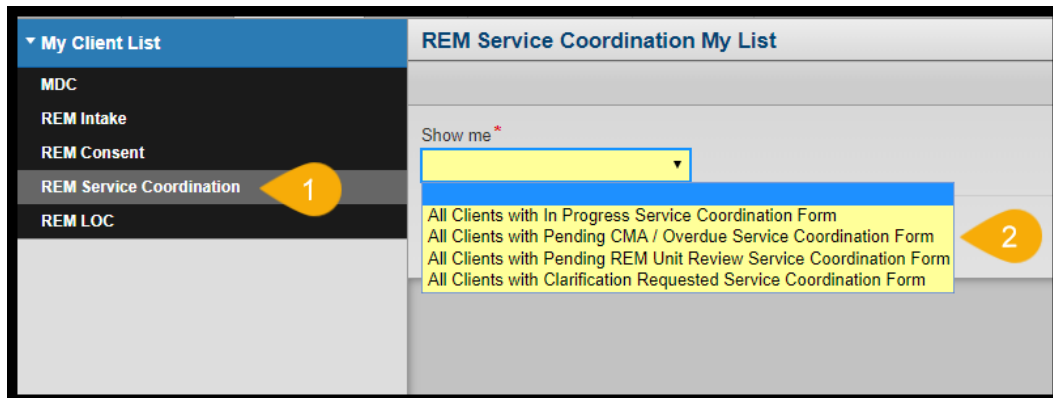 My Client List
MDC
REM Intake
REM Consent
REM Service Coordination
1
REM LOC
REM Service Coordination My List
Show me*
All Clients with In Progress Service Coordination Form
All Clients with Pending CMA / Overdue Service Coordination Form
All Clients with Pending REM Unit Review Service Coordination Form
All Clients with Clarification Requested Service Coordination Form
2